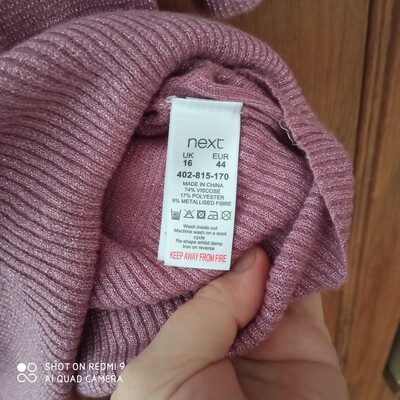 next
UK EUR
16 44
402-815-170
MADE IN CHINA
74% VISCOSE
17% POLYESTER
9% METALLISED FIBRE
Wash inside out
Machine wash on a wool
cycle
Re-shape whilst damp
Iron on reverse
KEEP AWAY FROM FIRE
SHOT ON REDMI 9
AI QUAD CAMERA